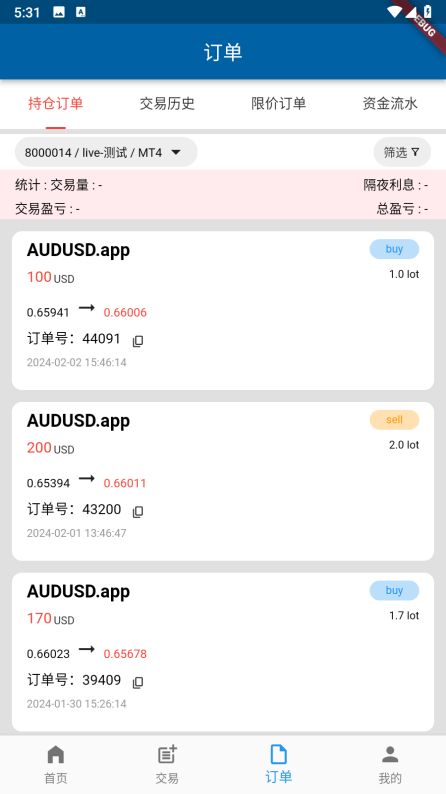 5:31
A
DEBUG
订单
持仓订单 交易历史 限价订单 资金流水
8000014 / live-测试 / MT4 筛选
统计 : 交易量 : - 隔夜利息 : -
交易盈亏 : - 总盈亏 : -
AUDUSD.app buy
100 USD 1.0 lot
0.65941 → 0.66006
订单号：44091
2024-02-02 15:46:14
AUDUSD.app sell
200 USD 2.0 lot
0.65394 → 0.66011
订单号：43200
2024-02-01 13:46:47
AUDUSD.app buy
170 USD 1.7 lot
0.66023 → 0.65678
订单号：39409
2024-01-30 15:26:14
首页 交易 订单 我的